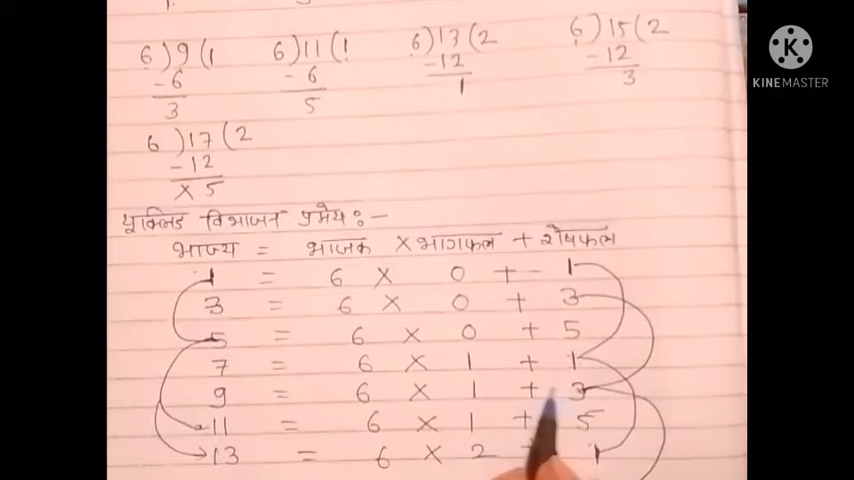 6 ) 9 ( 1 6 ) 11 ( 1 6 ) 13 ( 2 6 ) 15 ( 2
- 6 - 6 - 12 - 12
3 5 1 3
6 ) 17 ( 2
- 12
× 5
यूक्लिड विभाजन प्रमेय :-
भाज्य = भाजक × भागफल + शेषफल
1 = 6 × 0 + 1
3 = 6 × 0 + 3
5 = 6 × 0 + 5
7 = 6 × 1 + 1
9 = 6 × 1 + 3
11 = 6 × 1 + 5
13 = 6 × 2 + 1
K
KINEMASTER